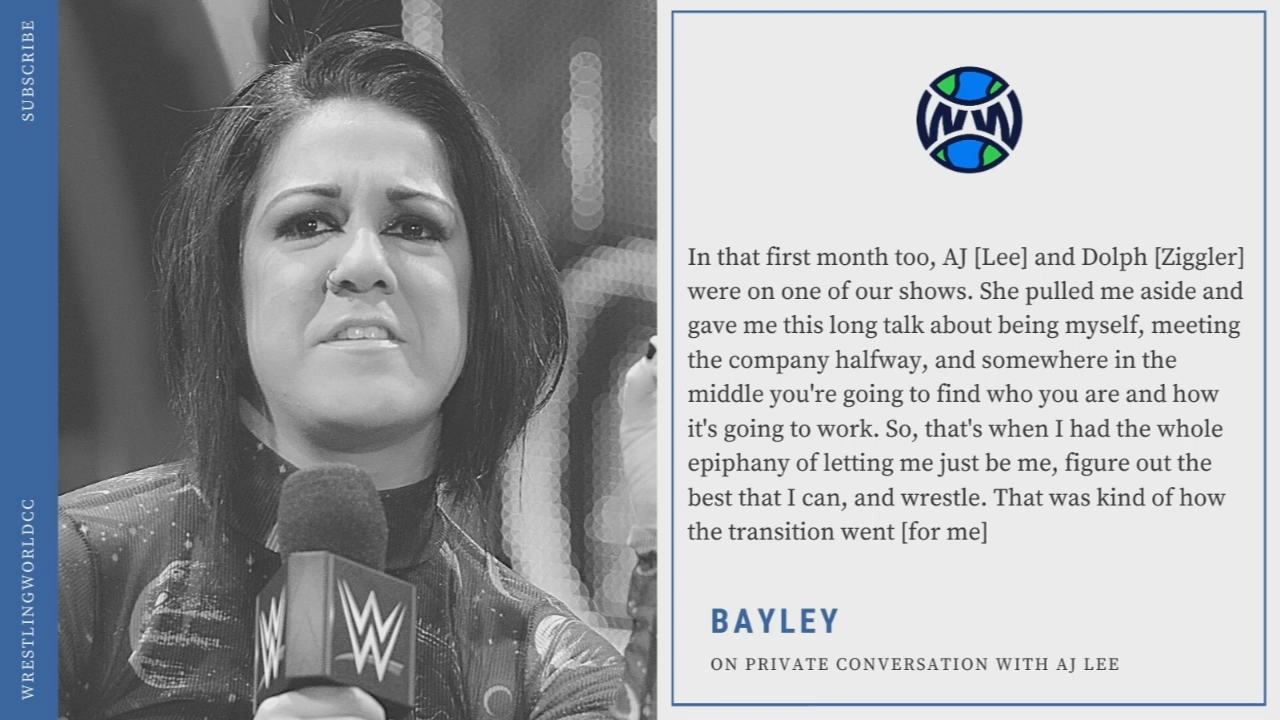 SUBSCRIBE
WRESTLINGWORLDCC
W
W
WW
In that first month too, AJ [Lee] and Dolph [Ziggler]
were on one of our shows. She pulled me aside and
gave me this long talk about being myself, meeting
the company halfway, and somewhere in the
middle you're going to find who you are and how
it's going to work. So, that's when I had the whole
epiphany of letting me just be me, figure out the
best that I can, and wrestle. That was kind of how
the transition went [for me]
BAYLEY
ON PRIVATE CONVERSATION WITH AJ LEE